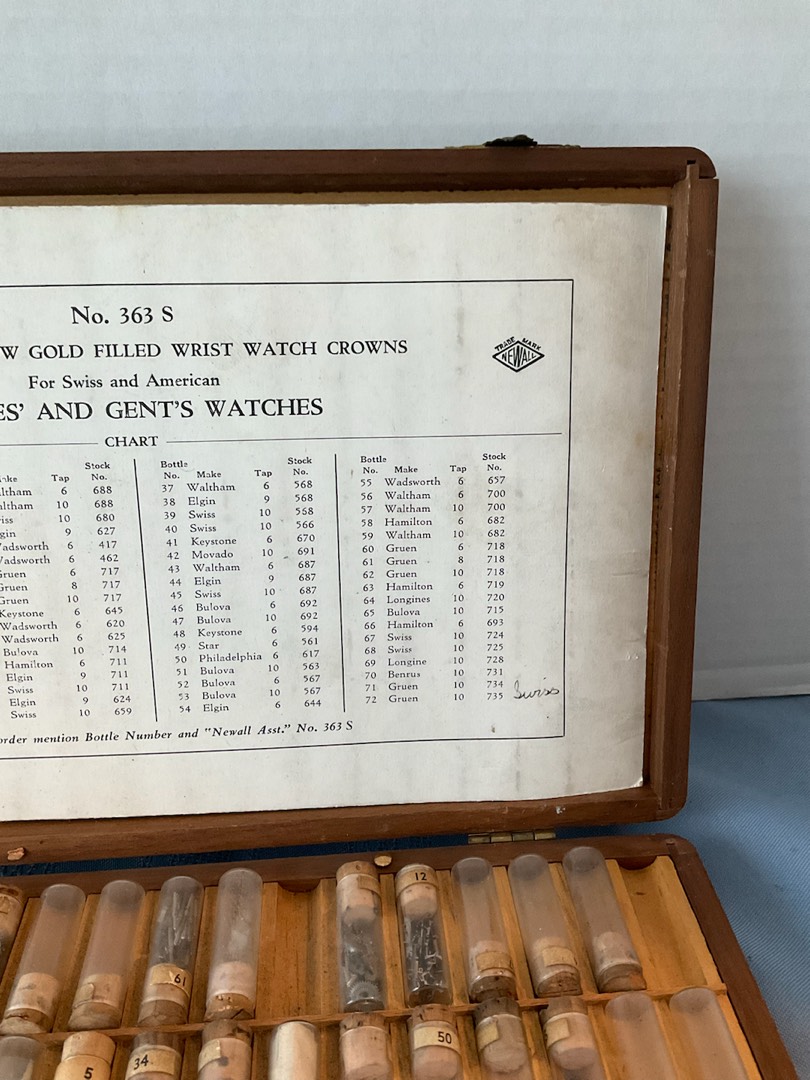 No. 363 S
W GOLD FILLED WRIST WATCH CROWNS
TRADE MARK
NEWALL
For Swiss and American
ES' AND GENT'S WATCHES
CHART
Tap Stock No.
ltham 6 688
ltham 10 688
iss 10 680
gin 9 627
adsworth 6 417
adsworth 6 462
Gruen 6 717
Gruen 8 717
Gruen 10 717
Keystone 6 645
Wadsworth 6 620
Wadsworth 6 625
Bulova 10 714
Hamilton 6 711
Elgin 9 711
Swiss 10 711
Elgin 9 624
Swiss 10 659
Bottle No. Make Tap Stock No.
37 Waltham 6 568
38 Elgin 9 568
39 Swiss 10 568
40 Swiss 10 566
41 Keystone 6 670
42 Movado 10 691
43 Waltham 6 687
44 Elgin 9 687
45 Swiss 10 687
46 Bulova 6 692
47 Bulova 10 692
48 Keystone 6 594
49 Star 6 561
50 Philadelphia 6 617
51 Bulova 10 563
52 Bulova 6 567
53 Bulova 10 567
54 Elgin 6 644
Bottle No. Make Tap Stock No.
55 Wadsworth 6 657
56 Waltham 6 700
57 Waltham 10 700
58 Hamilton 6 682
59 Waltham 10 682
60 Gruen 6 718
61 Gruen 8 718
62 Gruen 10 718
63 Hamilton 6 719
64 Longines 10 720
65 Bulova 10 715
66 Hamilton 6 693
67 Swiss 10 724
68 Swiss 10 725
69 Longine 10 728
70 Benrus 10 731
71 Gruen 10 734
72 Gruen 10 735 Swiss
order mention Bottle Number and "Newall Asst." No. 363 S
12
61
50
34
5